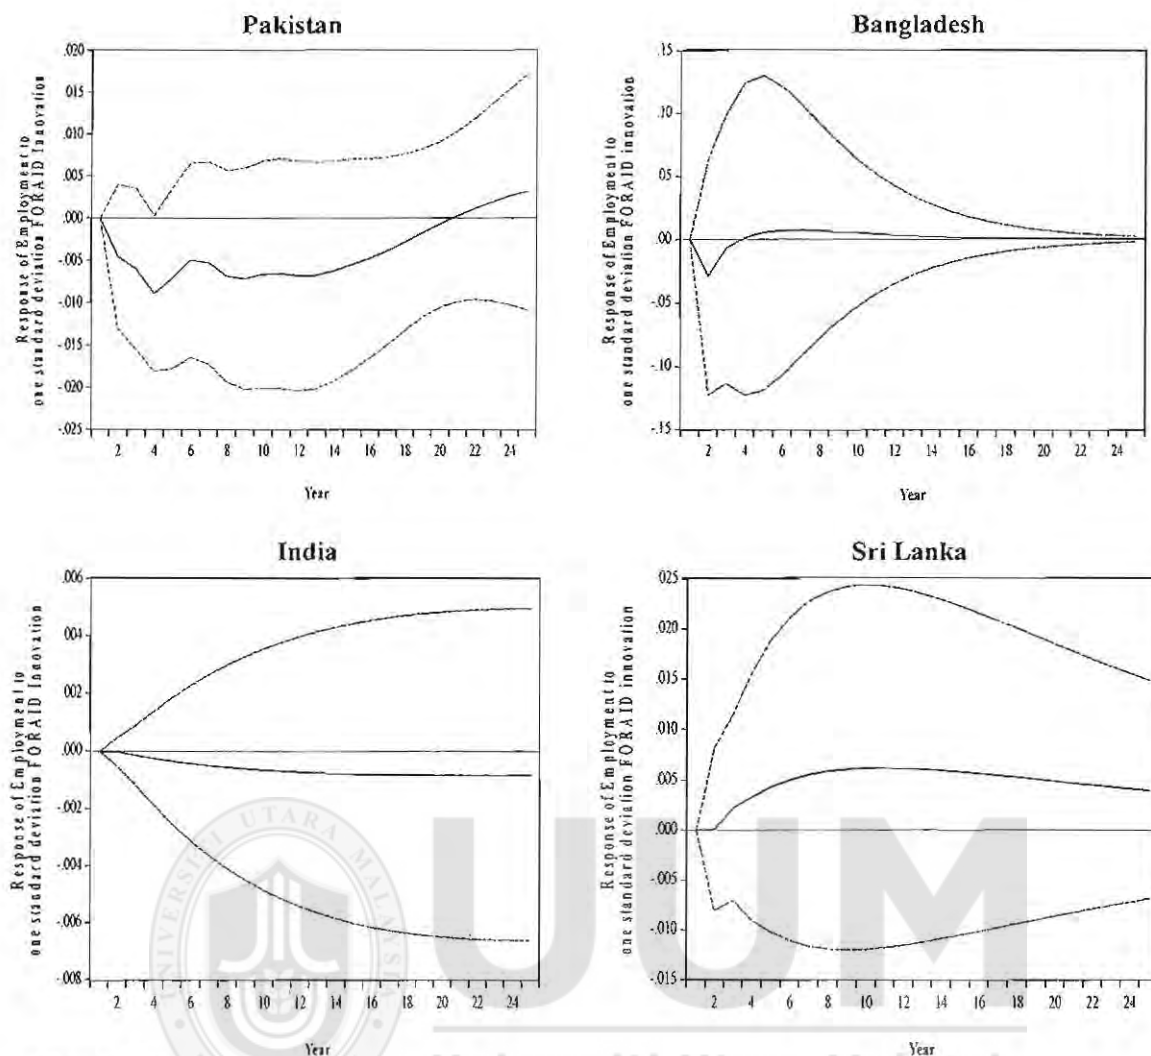 Pakistan
Response of Employment to
one standard deviation FORAID Innovation
.020
.015
.010
.005
.000
-.005
-.010
-.015
-.020
-.025
2 4 6 8 10 12 14 16 18 20 22 24
Year
Bangladesh
Response of Employment to
one standard deviation FORAID innovation
.15
.10
.05
.00
-.05
-.10
-.15
2 4 6 8 10 12 14 16 18 20 22 24
Year
India
Response of Employment to
one standard deviation FORAID Innovation
.006
.004
.002
.000
-.002
-.004
-.006
-.008
2 4 6 8 10 12 14 16 18 20 22 24
Year
Sri Lanka
Response of Employment to
one standard deviation FORAID innovation
.025
.020
.015
.010
.005
.000
-.005
-.010
-.015
2 4 6 8 10 12 14 16 18 20 22 24
Year
UNIVERSITI UTARA MALAYSIA
UUM